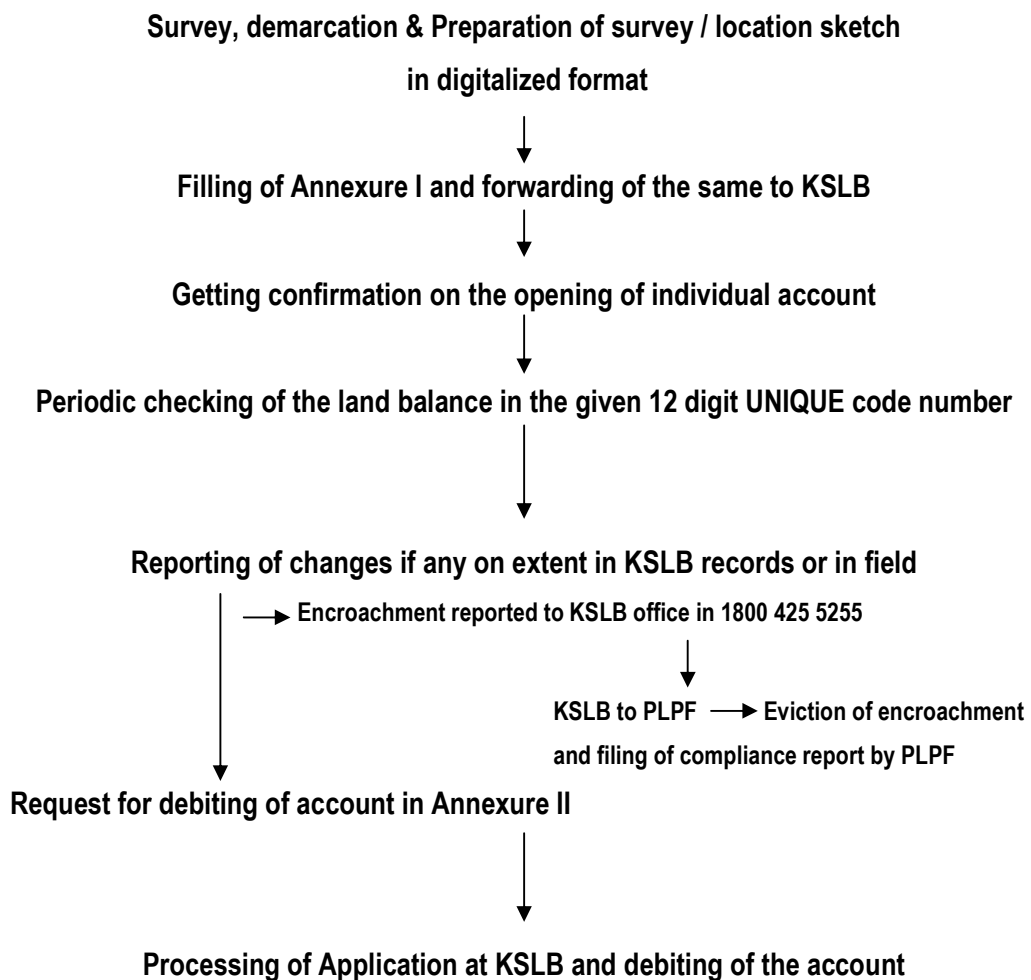 Survey, demarcation & Preparation of survey / location sketch
in digitalized format
Filling of Annexure I and forwarding of the same to KSLB
Getting confirmation on the opening of individual account
Periodic checking of the land balance in the given 12 digit UNIQUE code number
Reporting of changes if any on extent in KSLB records or in field
Encroachment reported to KSLB office in 1800 425 5255
KSLB to PLPF Eviction of encroachment
and filing of compliance report by PLPF
Request for debiting of account in Annexure II
Processing of Application at KSLB and debiting of the account